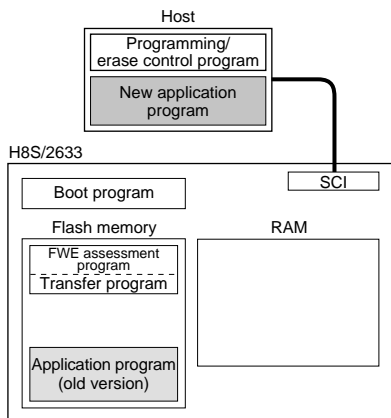 Host
Programming/
erase control program
New application
program
H8S/2633
SCI
Boot program
Flash memory
RAM
FWE assessment
program
Transfer program
Application program
(old version)